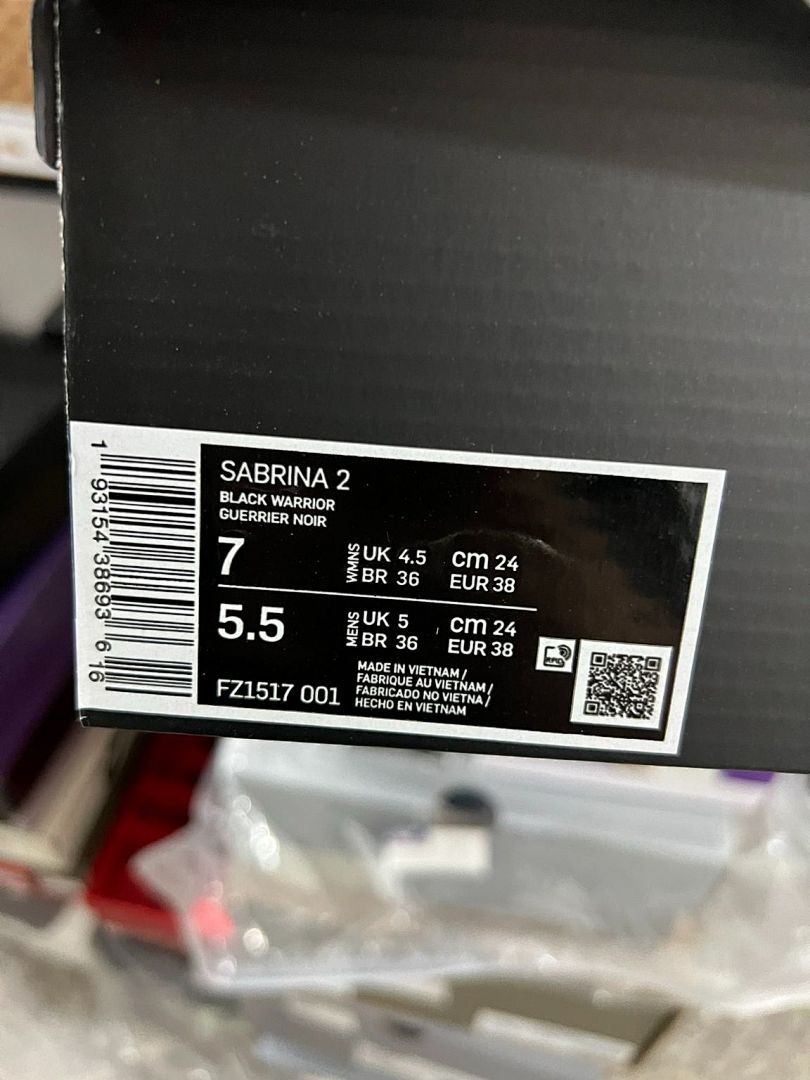 SABRINA 2
BLACK WARRIOR
GUERRIER NOIR
7
WMNS
UK 4.5 cm 24
BR 36 EUR 38
5.5
MENS
UK 5 cm 24
BR 36 EUR 38
FZ1517 001
MADE IN VIETNAM /
FABRIQUE AU VIETNAM /
FABRICADO NO VIETNA /
HECHO EN VIETNAM
RFID
1 93154 38693 6 16